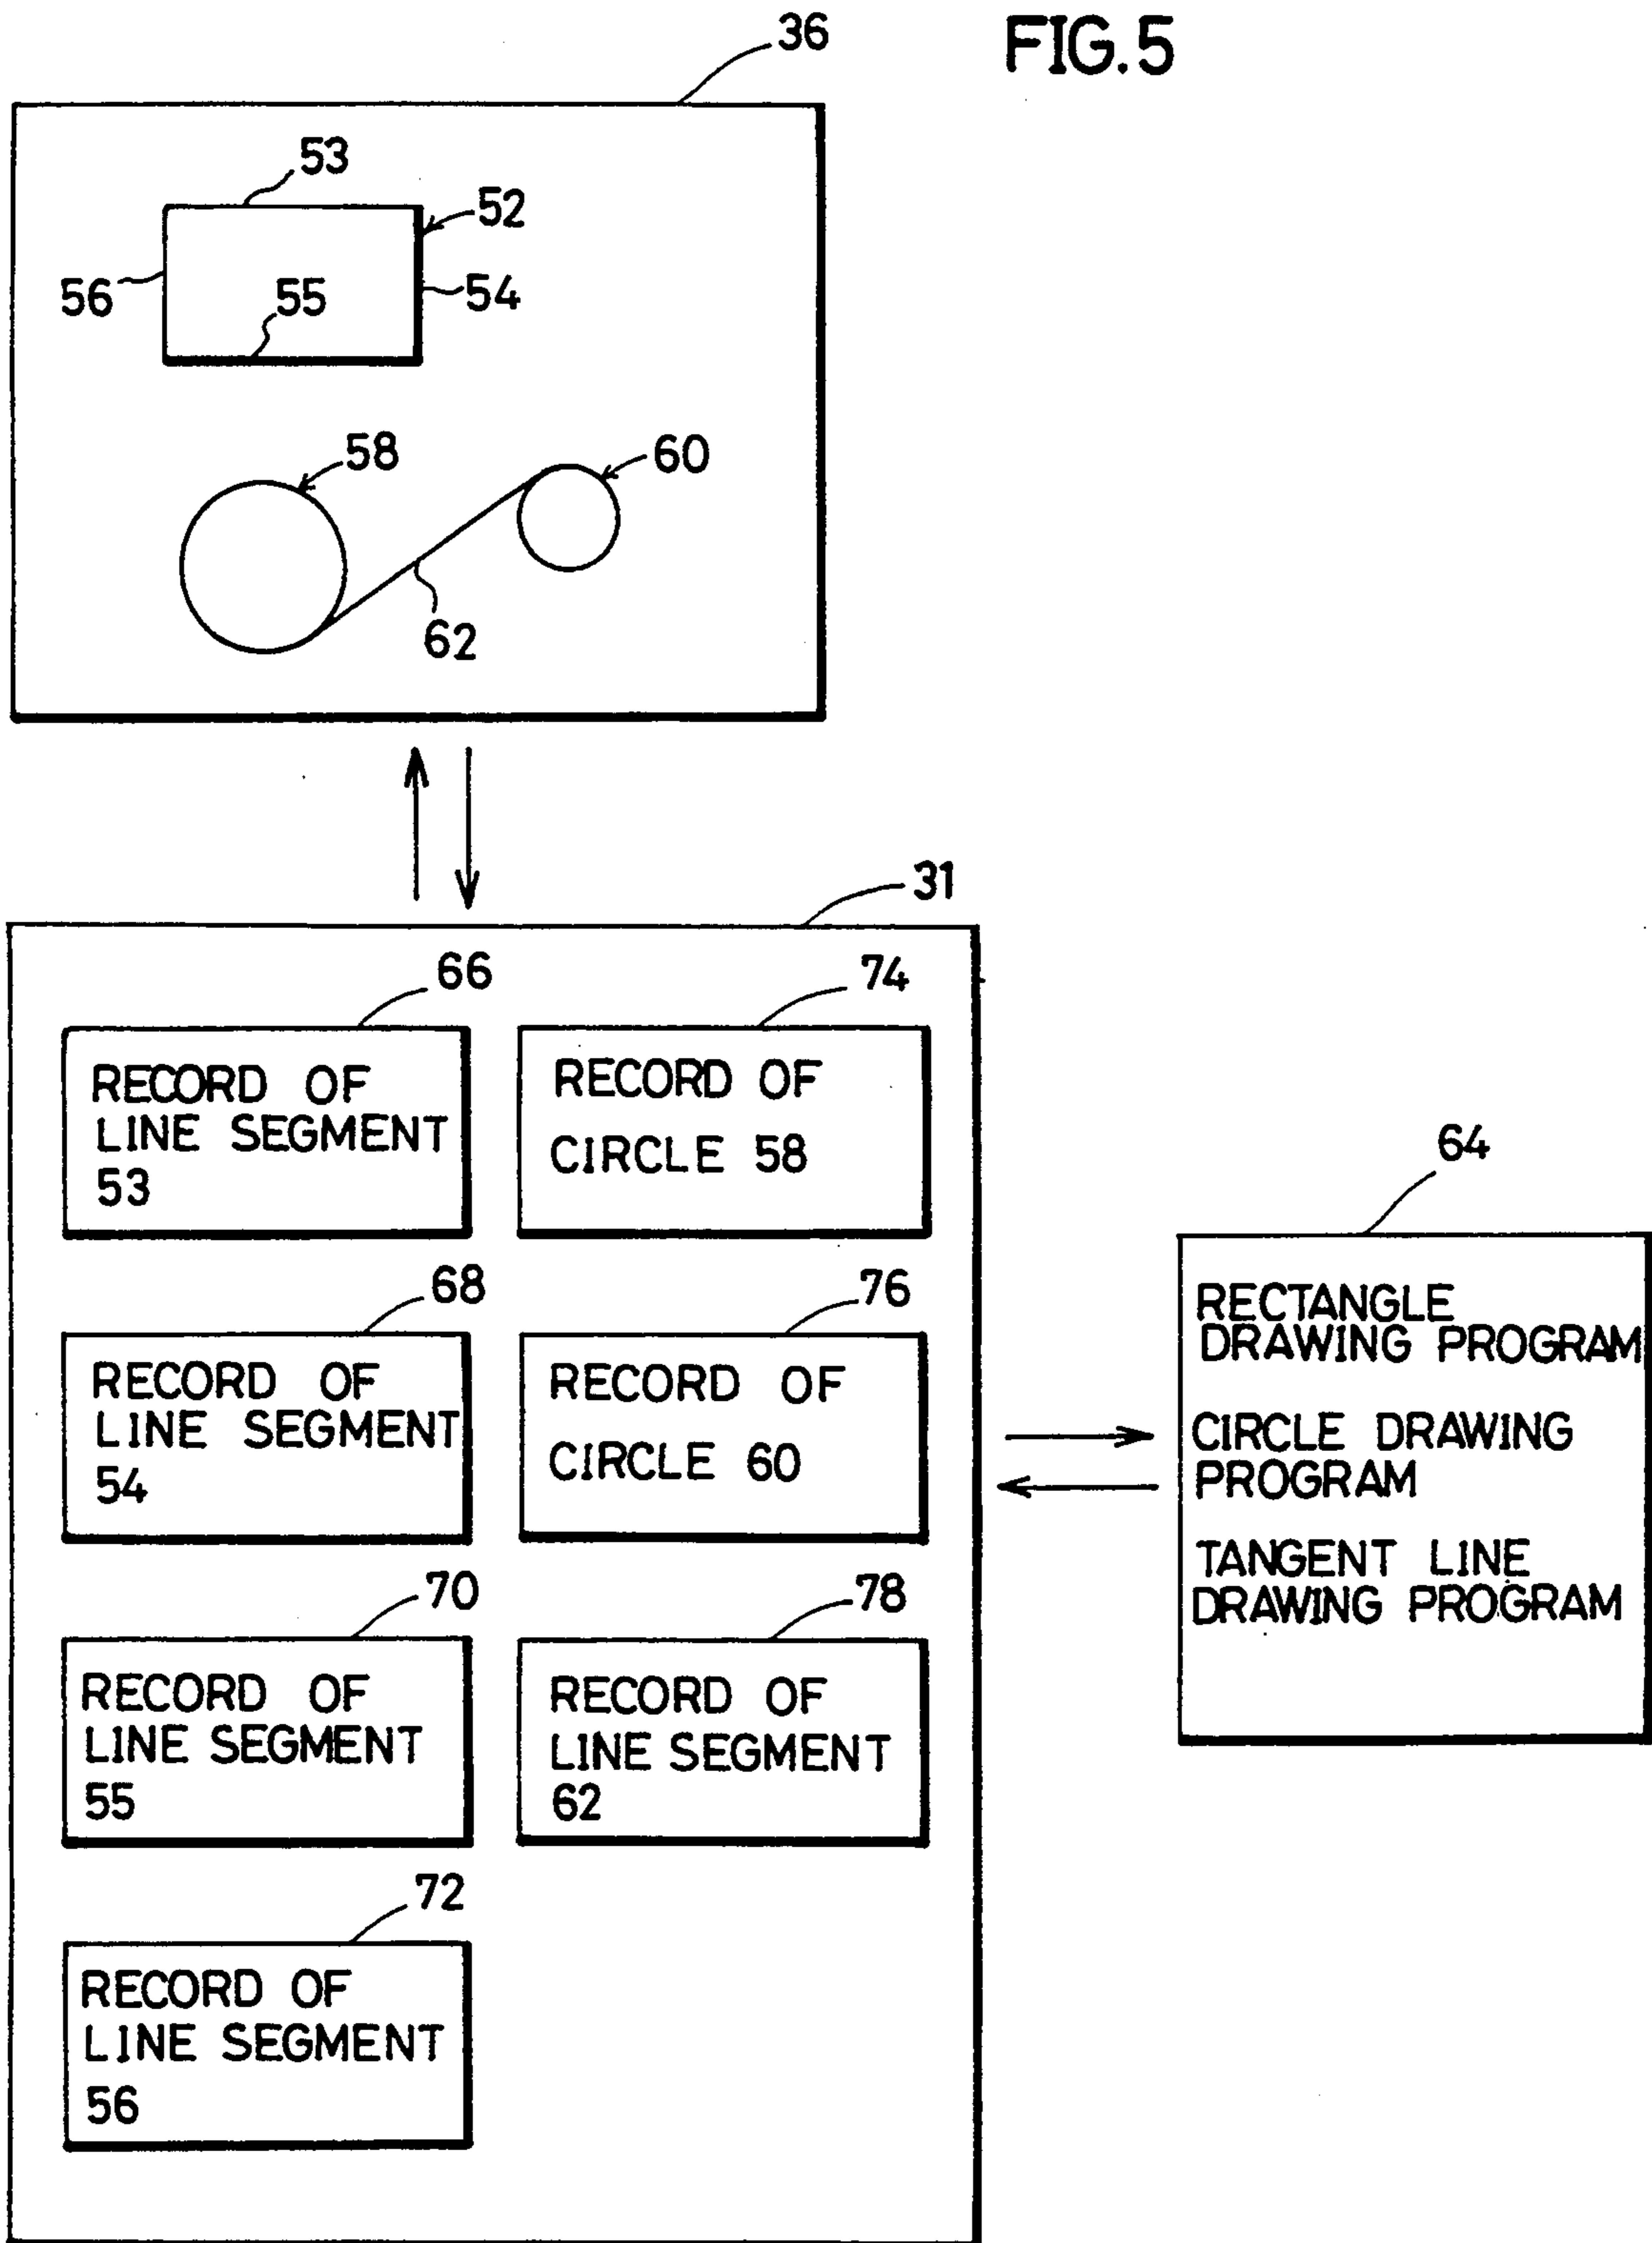 FIG.5
36
53
52
56
55
54
58
60
62
31
66
RECORD OF
LINE SEGMENT
53
74
RECORD OF
CIRCLE 58
68
RECORD OF
LINE SEGMENT
54
76
RECORD OF
CIRCLE 60
70
RECORD OF
LINE SEGMENT
55
78
RECORD OF
LINE SEGMENT
62
72
RECORD OF
LINE SEGMENT
56
64
RECTANGLE
DRAWING PROGRAM
CIRCLE DRAWING
PROGRAM
TANGENT LINE
DRAWING PROGRAM